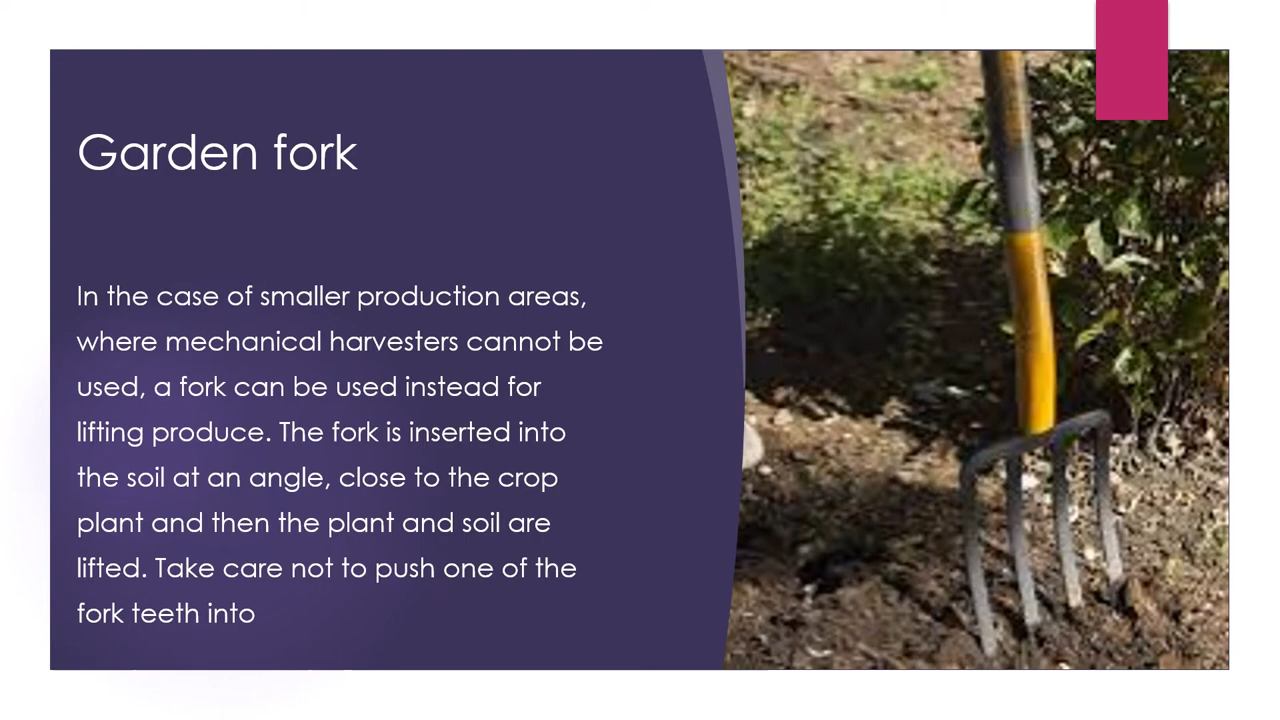 Garden fork
In the case of smaller production areas,
where mechanical harvesters cannot be
used, a fork can be used instead for
lifting produce. The fork is inserted into
the soil at an angle, close to the crop
plant and then the plant and soil are
lifted. Take care not to push one of the
fork teeth into